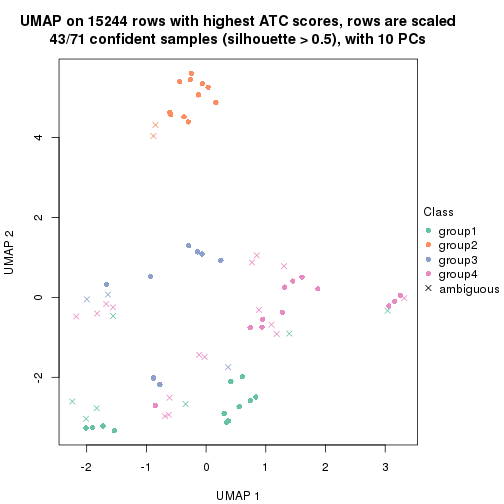 UMAP on 15244 rows with highest ATC scores, rows are scaled
43/71 confident samples (silhouette > 0.5), with 10 PCs
4
2
0
-2
UMAP 2
-2
-1
0
1
2
3
UMAP 1
Class
group1
group2
group3
group4
ambiguous